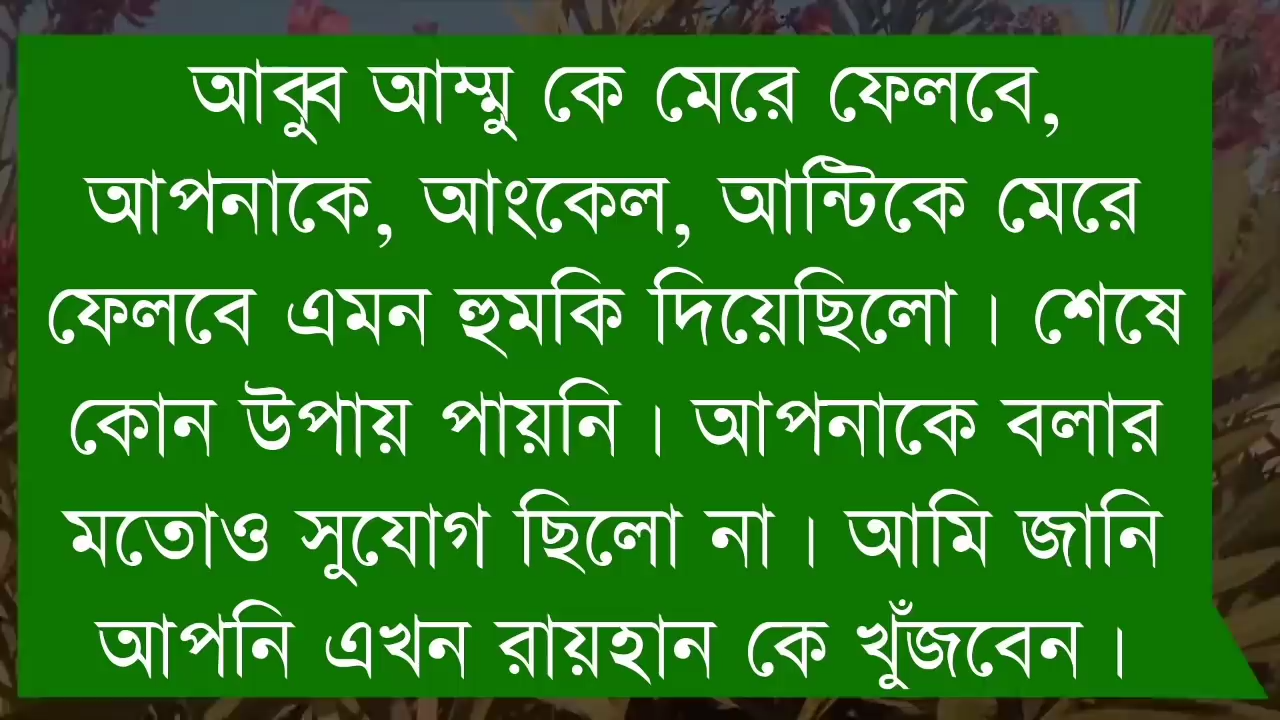 আব্বু আম্মু কে মেরে ফেলবে,
আপনাকে, আংকেল, আন্টিকে মেরে
ফেলবে এমন হুমকি দিয়েছিলো। শেষে
কোন উপায় পায়নি। আপনাকে বলার
মতোও সুযোগ ছিলো না। আমি জানি
আপনি এখন রায়হান কে খুঁজবেন।